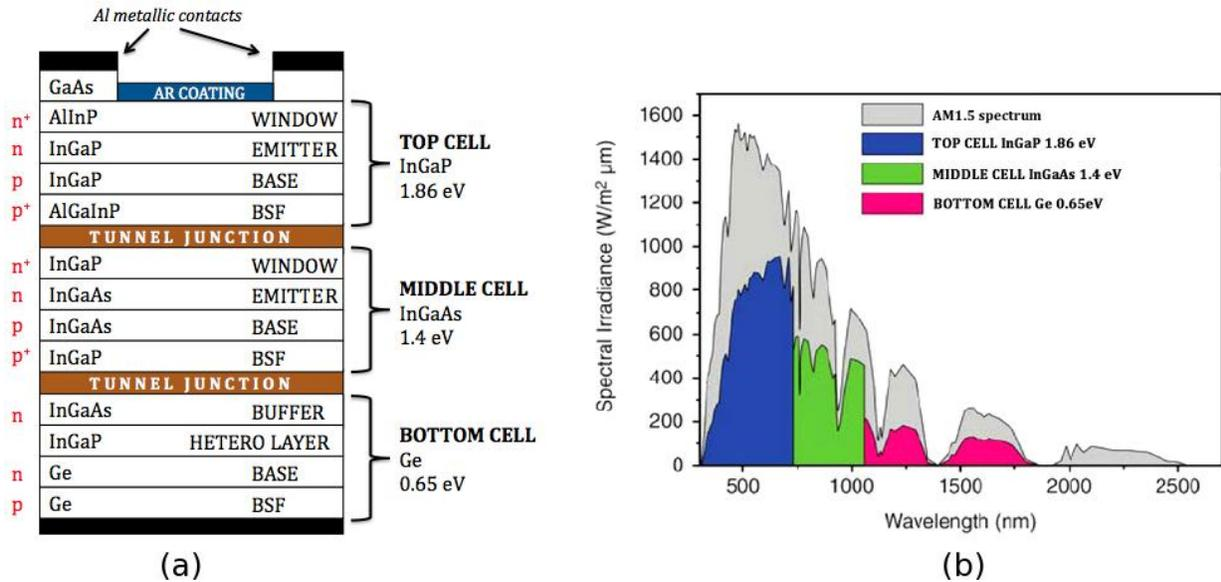 Al metallic contacts
GaAs
AR COATING
n+ AlInP WINDOW
n InGaP EMITTER
p InGaP BASE
p+ AlGaInP BSF
TOP CELL
InGaP
1.86 eV
TUNNEL JUNCTION
n+ InGaP WINDOW
n InGaAs EMITTER
p InGaAs BASE
p+ InGaP BSF
MIDDLE CELL
InGaAs
1.4 eV
TUNNEL JUNCTION
n InGaAs BUFFER
InGaP HETERO LAYER
n Ge BASE
p Ge BSF
BOTTOM CELL
Ge
0.65 eV
(a)
Spectral Irradiance (W/m² µm)
1600
1400
1200
1000
800
600
400
200
0
AM1.5 spectrum
TOP CELL InGaP 1.86 eV
MIDDLE CELL InGaAs 1.4 eV
BOTTOM CELL Ge 0.65eV
500 1000 1500 2000 2500
Wavelength (nm)
(b)